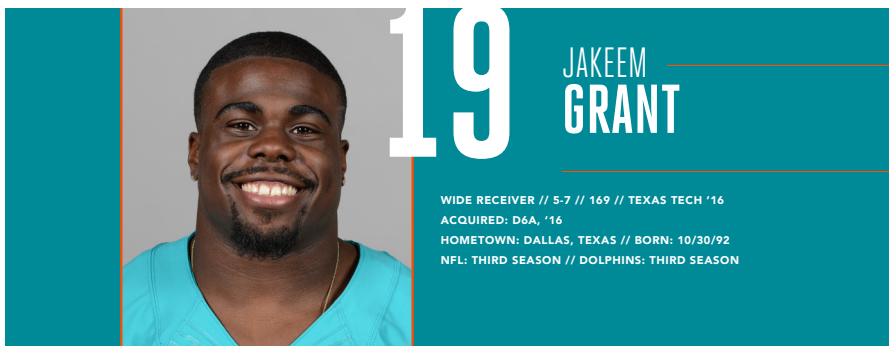 19
JAKEEM
GRANT
WIDE RECEIVER // 5-7 // 169 // TEXAS TECH ’16
ACQUIRED: D6A, ’16
HOMETOWN: DALLAS, TEXAS // BORN: 10/30/92
NFL: THIRD SEASON // DOLPHINS: THIRD SEASON